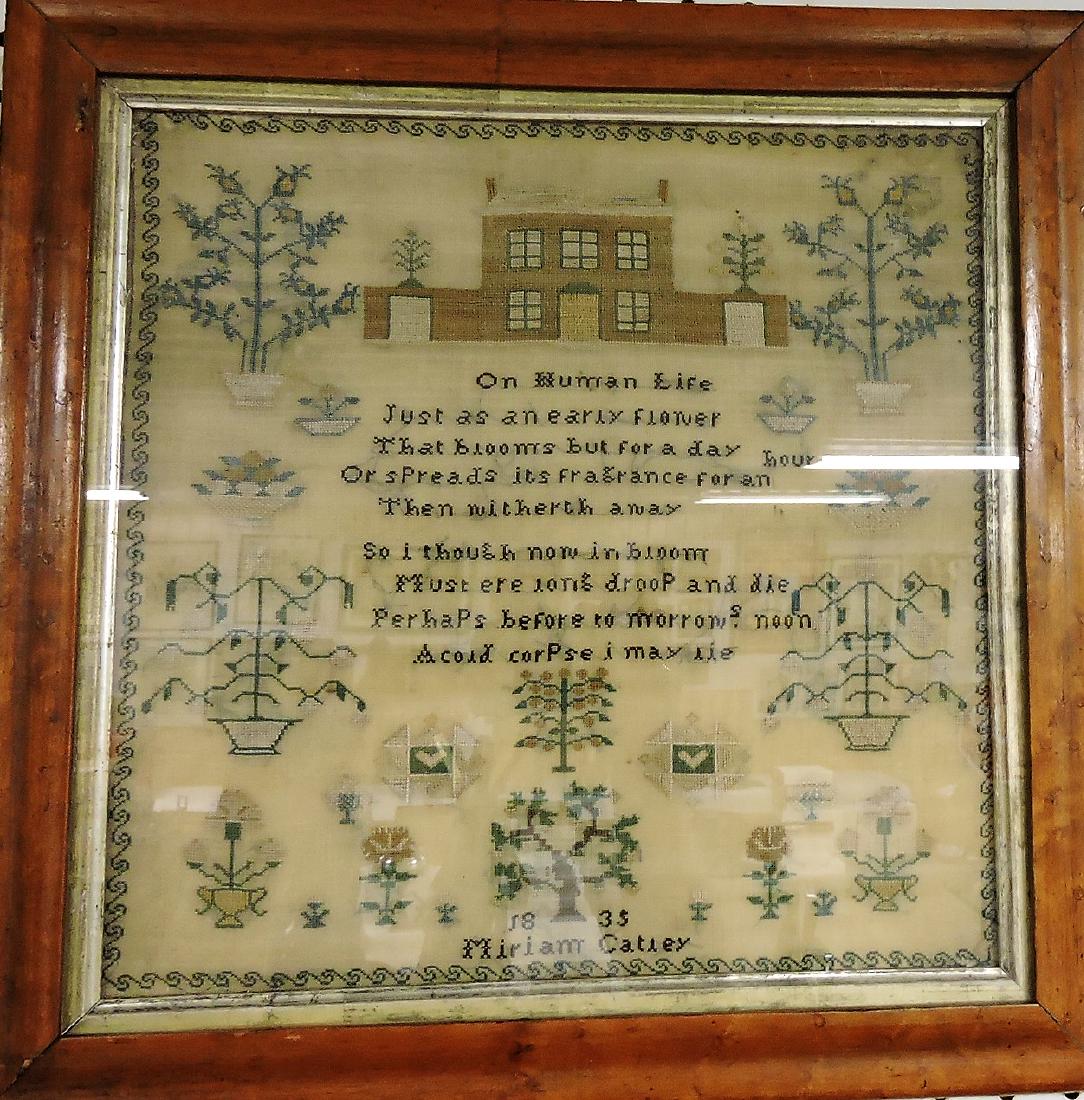 On Human Life
Just as an early flower
That blooms but for a day
Or sPreads its fragrance for an hour
Then witherth away
So i though now in bloom
Must ere long drooP and die
PerhaPs before to morrows noon
A cold corPse i may lie
18 35
Miriam Catley